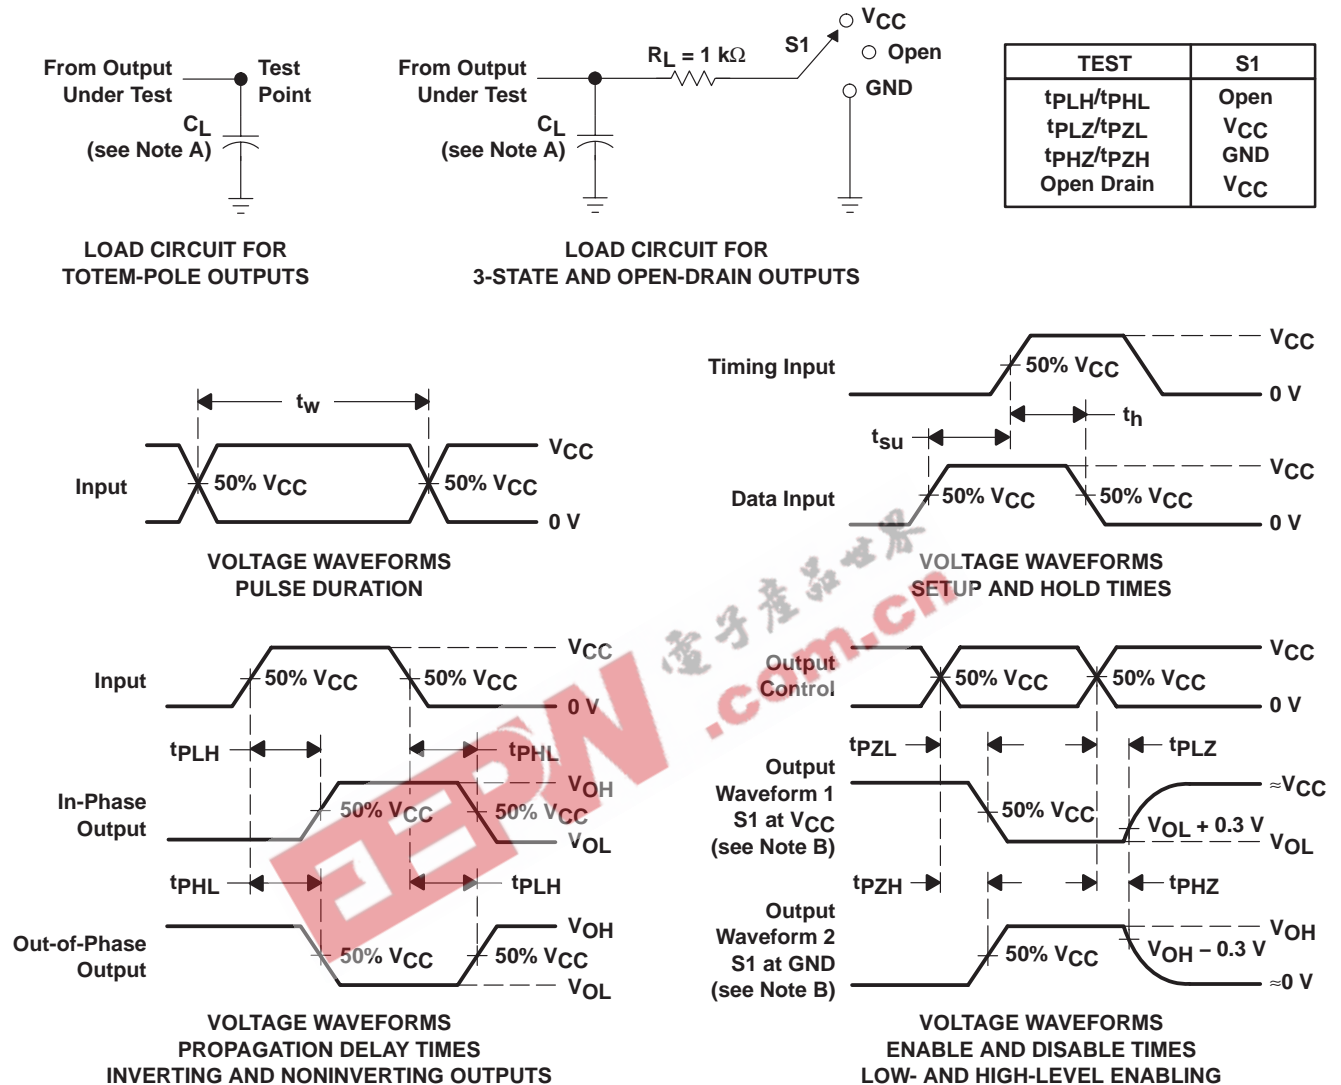 From Output
Under Test
Test
Point
CL
(see Note A)
LOAD CIRCUIT FOR
TOTEM-POLE OUTPUTS
From Output
Under Test
RL = 1 kΩ
S1
VCC
Open
GND
CL
(see Note A)
LOAD CIRCUIT FOR
3-STATE AND OPEN-DRAIN OUTPUTS
TEST S1
tPLH/tPHL Open
tPLZ/tPZL VCC
tPHZ/tPZH GND
Open Drain VCC
tw
Input
50% VCC
50% VCC
VCC
0 V
VOLTAGE WAVEFORMS
PULSE DURATION
Timing Input
50% VCC
VCC
0 V
tsu
th
Data Input
50% VCC
50% VCC
VCC
0 V
VOLTAGE WAVEFORMS
SETUP AND HOLD TIMES
Input
50% VCC
50% VCC
VCC
0 V
tPLH
tPHL
In-Phase
Output
50% VCC
50% VCC
VOH
VOL
tPHL
tPLH
Out-of-Phase
Output
50% VCC
50% VCC
VOH
VOL
VOLTAGE WAVEFORMS
PROPAGATION DELAY TIMES
INVERTING AND NONINVERTING OUTPUTS
Output
Control
50% VCC
50% VCC
VCC
0 V
tPZL
tPLZ
Output
Waveform 1
S1 at VCC
(see Note B)
50% VCC
VOL + 0.3 V
≈VCC
VOL
tPZH
tPHZ
Output
Waveform 2
S1 at GND
(see Note B)
50% VCC
VOH − 0.3 V
VOH
≈0 V
VOLTAGE WAVEFORMS
ENABLE AND DISABLE TIMES
LOW- AND HIGH-LEVEL ENABLING
EEPW
.com.cn
電子產品世界